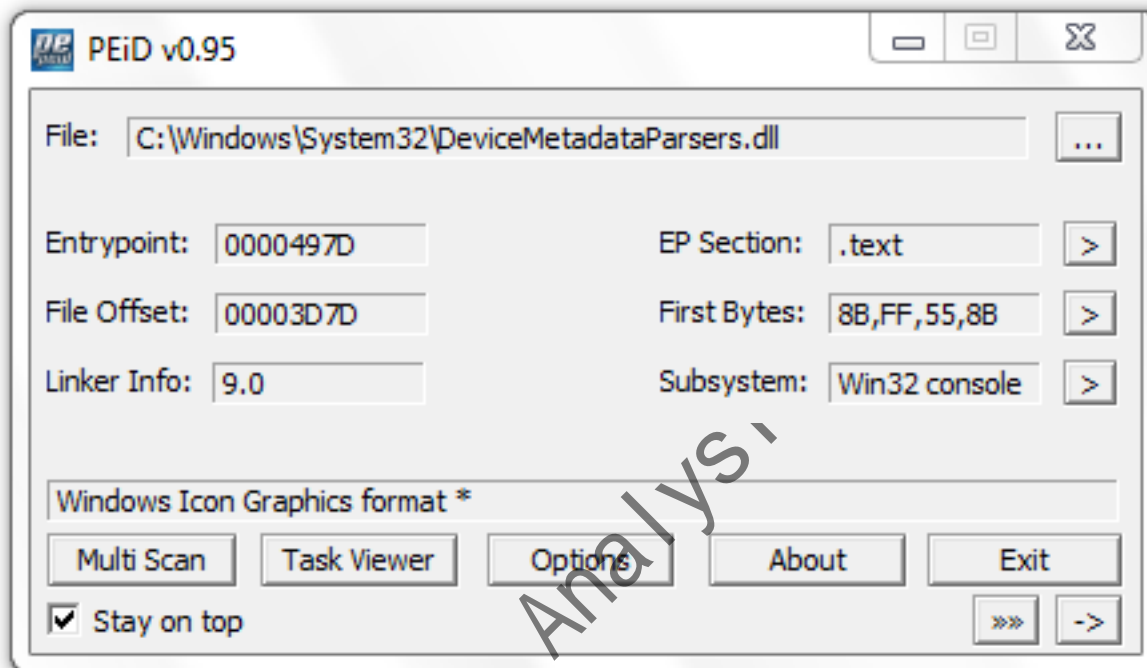 PEiD v0.95
File: C:\Windows\System32\DeviceMetadataParsers.dll ...
Entrypoint: 0000497D EP Section: .text >
File Offset: 00003D7D First Bytes: 8B,FF,55,8B >
Linker Info: 9.0 Subsystem: Win32 console >
Windows Icon Graphics format *
Multi Scan Task Viewer Options About Exit
Stay on top »» ->